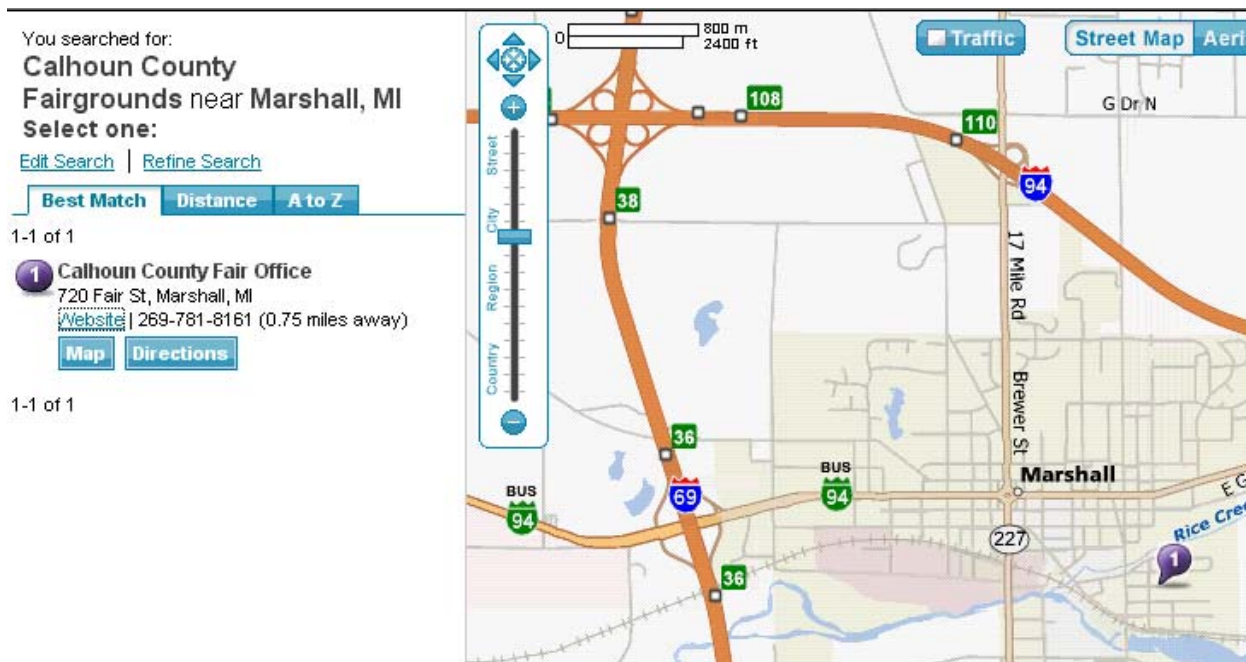 You searched for:
Calhoun County
Fairgrounds near Marshall, MI
Select one:
Edit Search | Refine Search
Best Match Distance A to Z
1-1 of 1
1 Calhoun County Fair Office
720 Fair St, Marshall, MI
Website | 269-781-8161 (0.75 miles away)
Map Directions
1-1 of 1
0 800 m
2400 ft
Traffic
Street Map Aeri
Street
City
Region
Country
108
G Dr N
110
94
38
17 Mile Rd
Brewer St
36
BUS
94
69
BUS
94
Marshall
E G
Rice Cree
227
1
36